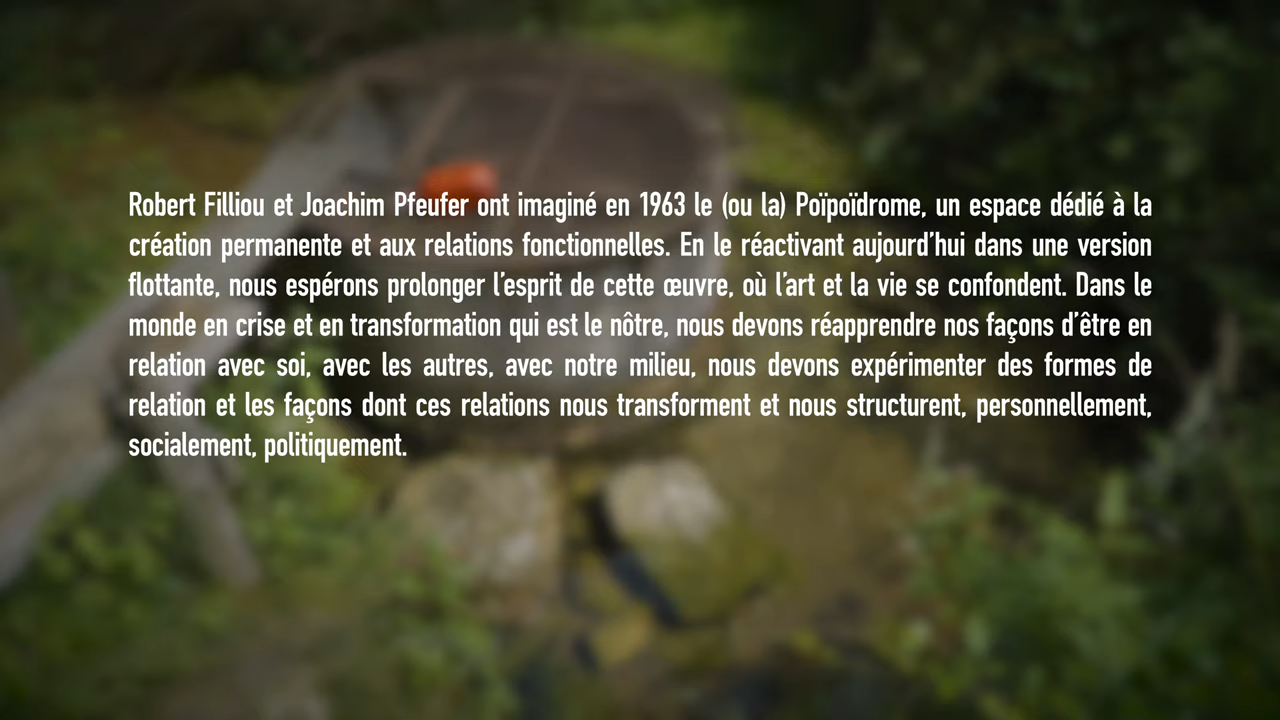 Robert Filliou et Joachim Pfeufer ont imaginé en 1963 le (ou la) Poïpoïdrome, un espace dédié à la
création permanente et aux relations fonctionnelles. En le réactivant aujourd’hui dans une version
flottante, nous espérons prolonger l’esprit de cette œuvre, où l’art et la vie se confondent. Dans le
monde en crise et en transformation qui est le nôtre, nous devons réapprendre nos façons d’être en
relation avec soi, avec les autres, avec notre milieu, nous devons expérimenter des formes de
relation et les façons dont ces relations nous transforment et nous structurent, personnellement,
socialement, politiquement.